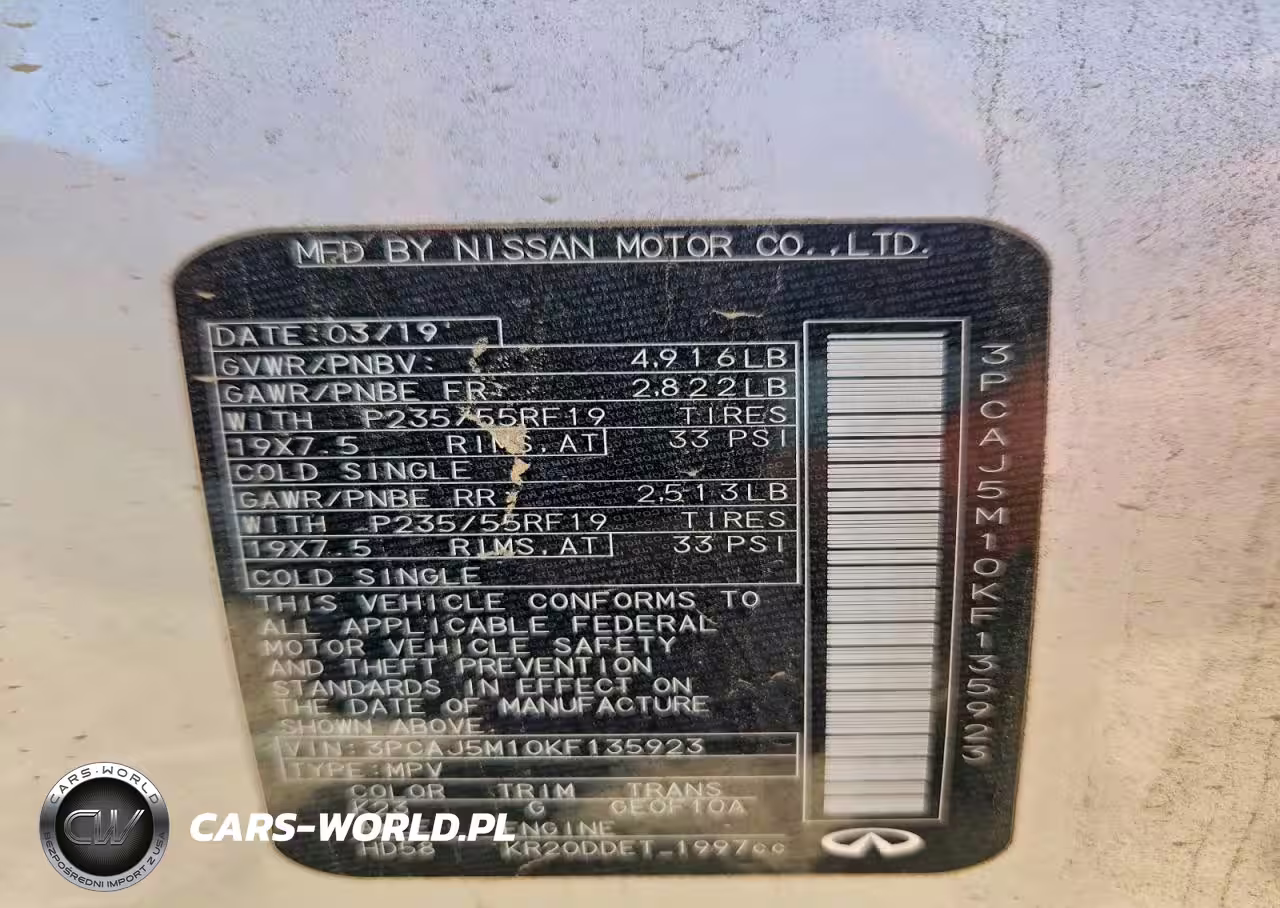 MFD BY NISSAN MOTOR CO.,LTD.
DATE:03/19
GVWR/PNBV: 4,916LB
GAWR/PNBE FR: 2,822LB
WITH P235/55RF19 TIRES
19X7.5 RIMS,AT 33 PSI
COLD SINGLE
GAWR/PNBE RR: 2,513LB
WITH P235/55RF19 TIRES
19X7.5 RIMS,AT 33 PSI
COLD SINGLE
THIS VEHICLE CONFORMS TO
ALL APPLICABLE FEDERAL
MOTOR VEHICLE SAFETY
AND THEFT PREVENTION
STANDARDS IN EFFECT ON
THE DATE OF MANUFACTURE
SHOWN ABOVE
VIN:3PCAJ5M10KF135923
TYPE:MPV
COLOR TRIM TRANS
K23 G GE0F10A
ENGINE
HD58 KR20DDET-1997cc
3PCAJ5M10KF135923
CARS-WORLD
CW
BEZPOŚREDNI IMPORT Z USA
CARS-WORLD.PL